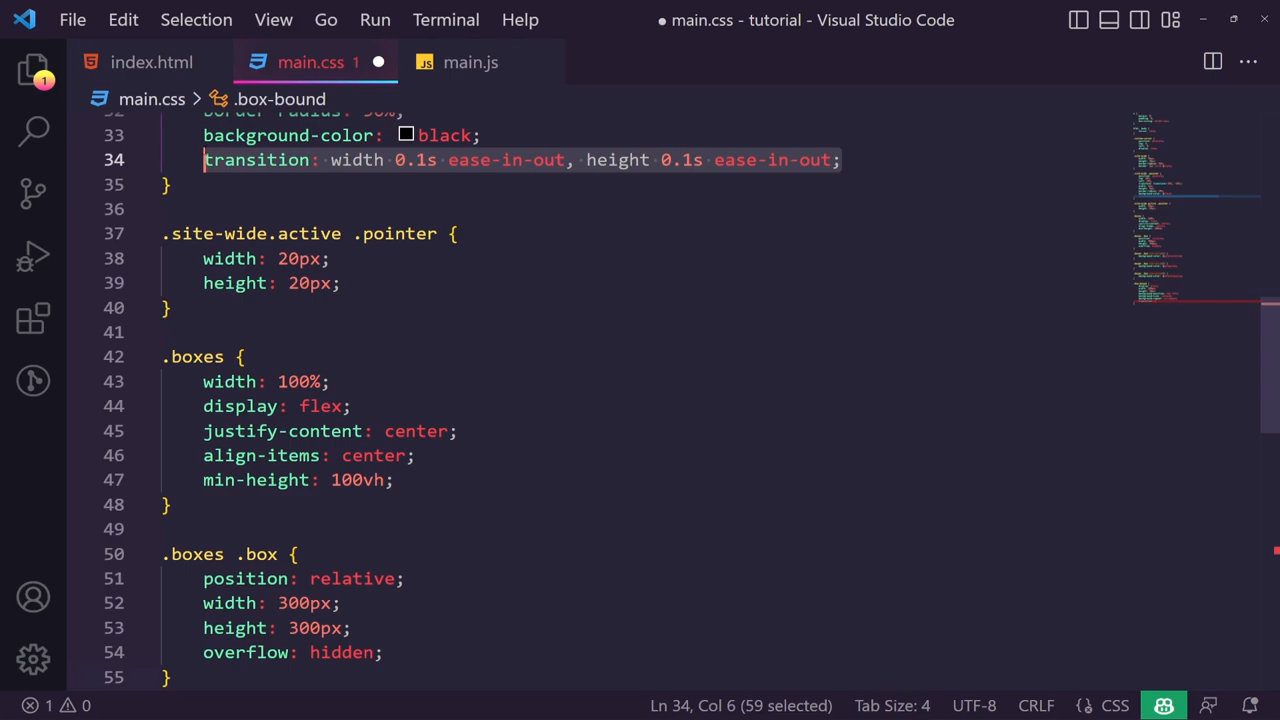 File Edit Selection View Go Run Terminal Help ● main.css - tutorial - Visual Studio Code
index.html main.css 1 JS main.js
main.css > .box-bound
32 border-radius: 50%;
33 background-color: black;
34 transition: width 0.1s ease-in-out, height 0.1s ease-in-out;
35 }
36
37 .site-wide.active .pointer {
38 width: 20px;
39 height: 20px;
40 }
41
42 .boxes {
43 width: 100%;
44 display: flex;
45 justify-content: center;
46 align-items: center;
47 min-height: 100vh;
48 }
49
50 .boxes .box {
51 position: relative;
52 width: 300px;
53 height: 300px;
54 overflow: hidden;
55 }
1
1 0 Ln 34, Col 6 (59 selected) Tab Size: 4 UTF-8 CRLF {} CSS